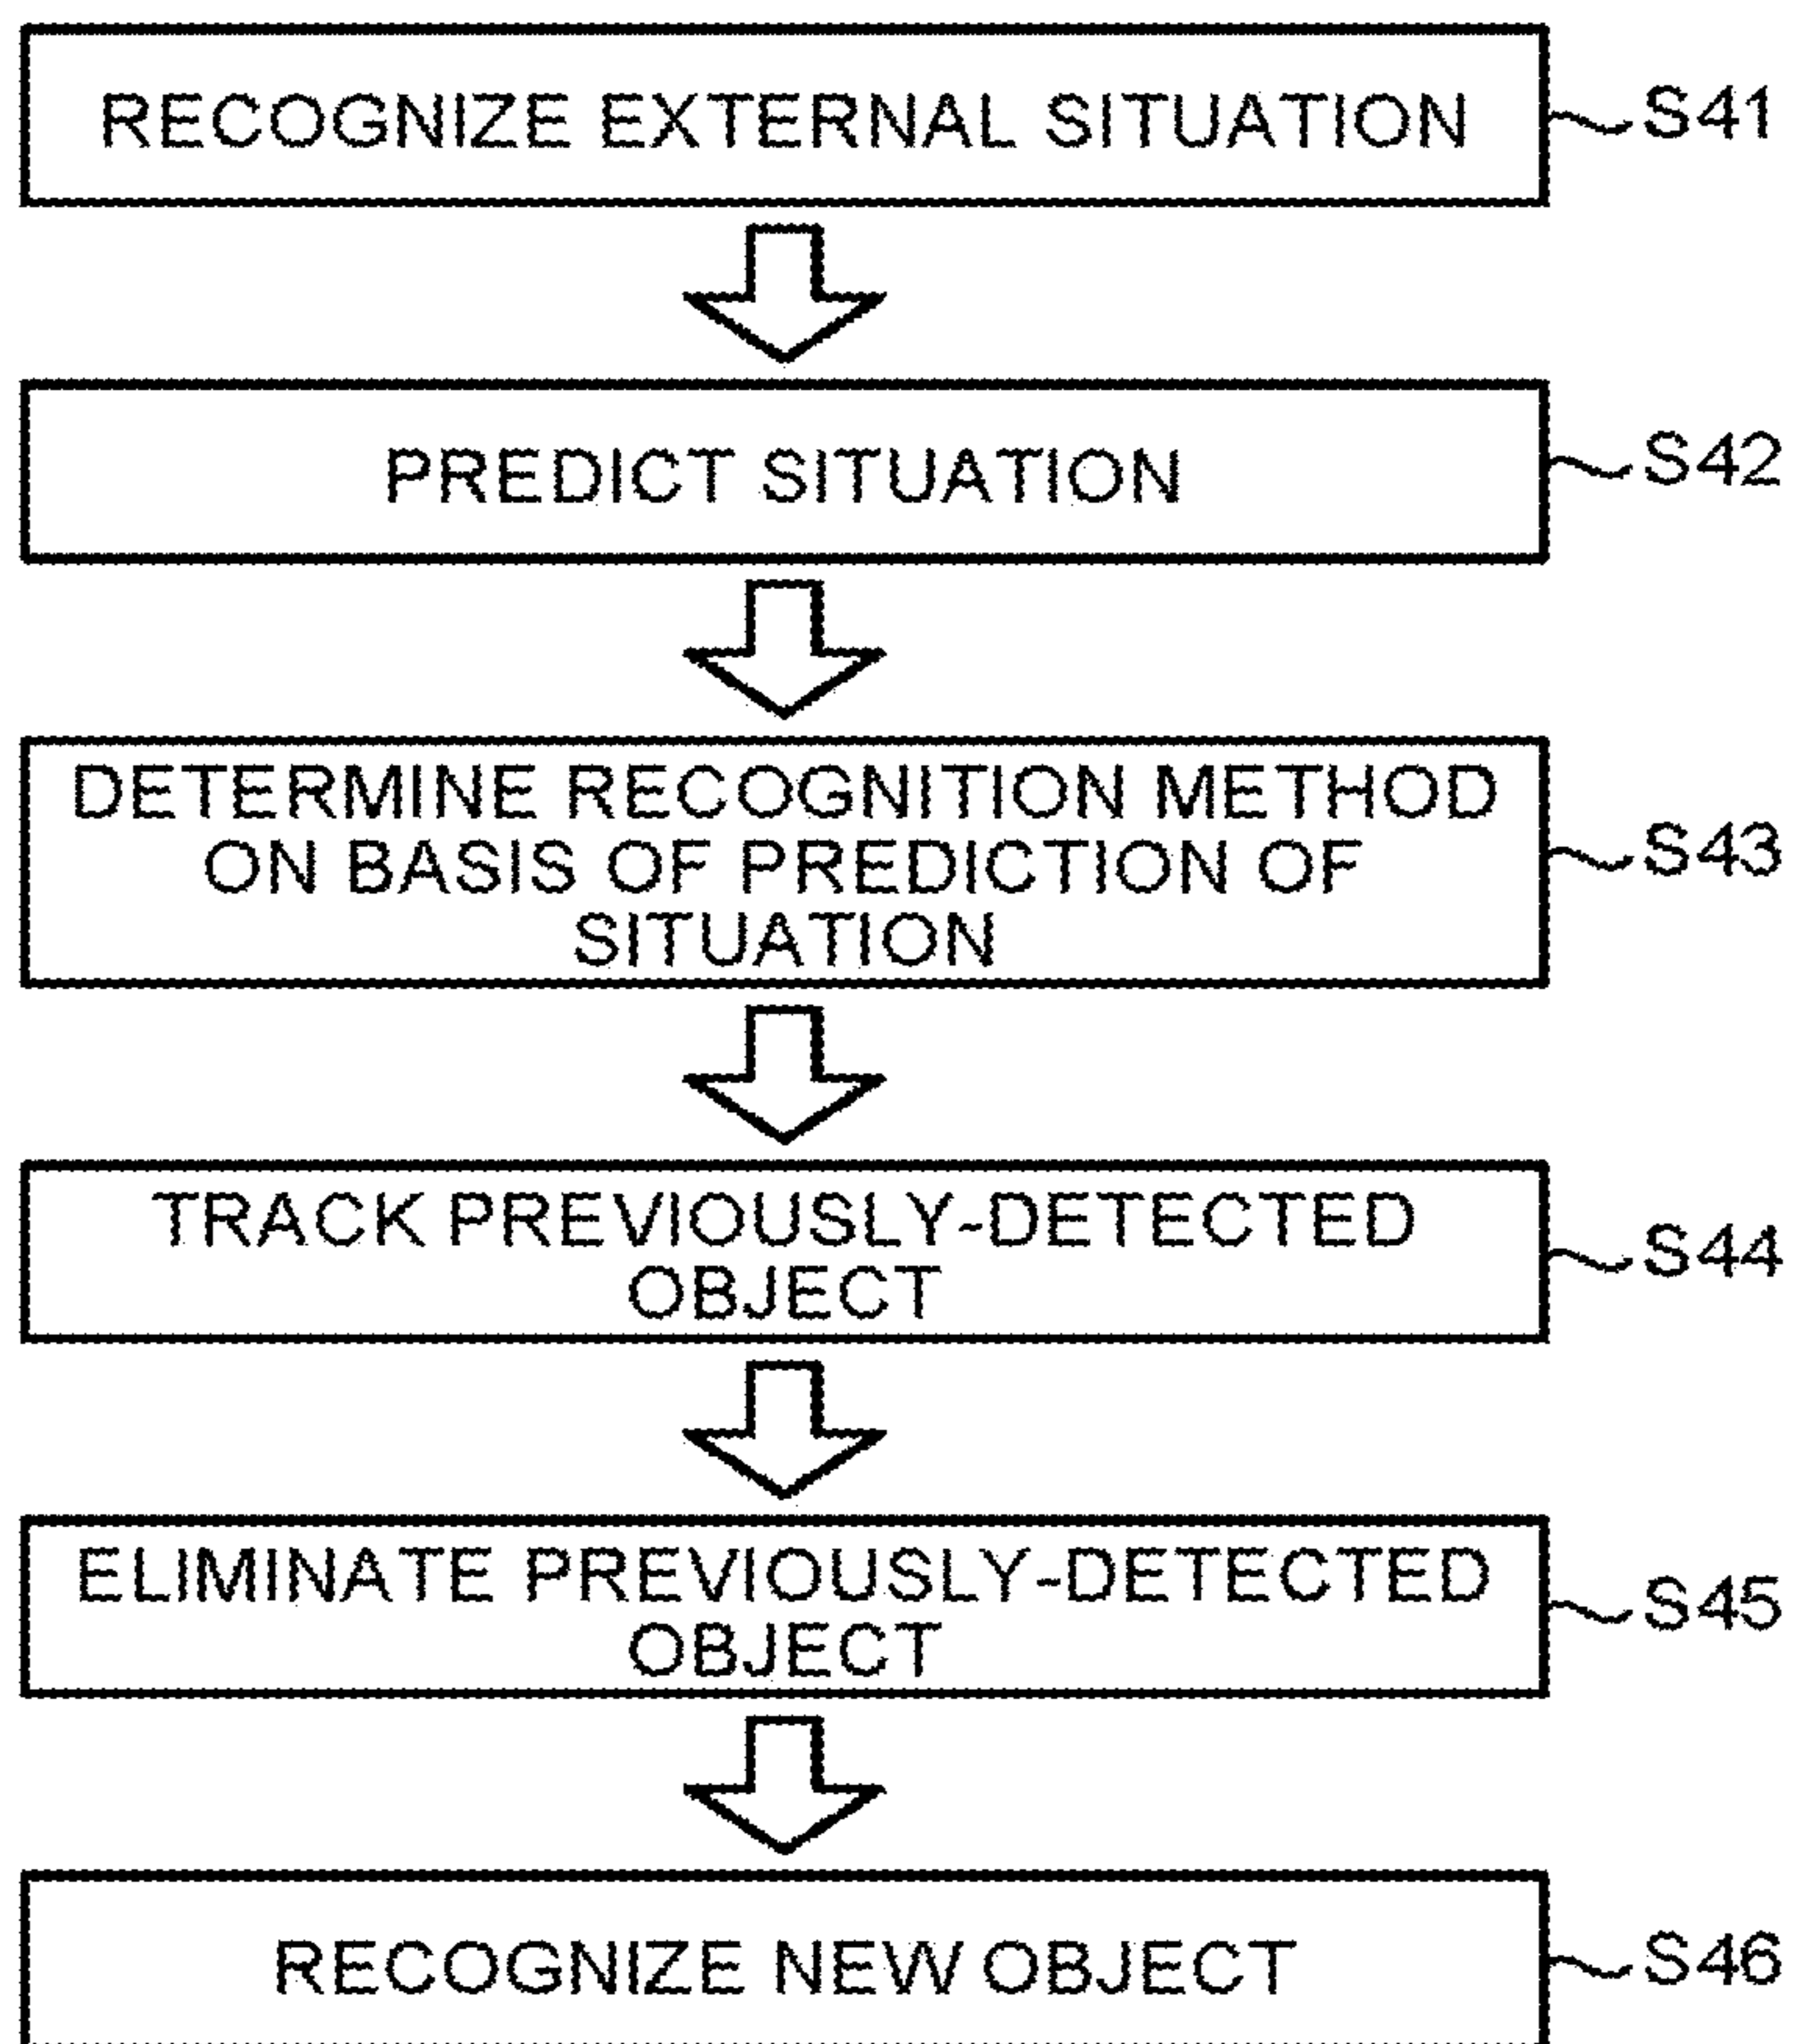 RECOGNIZE EXTERNAL SITUATION
S41
PREDICT SITUATION
S42
DETERMINE RECOGNITION METHOD
ON BASIS OF PREDICTION OF
SITUATION
S43
TRACK PREVIOUSLY-DETECTED
OBJECT
S44
ELIMINATE PREVIOUSLY-DETECTED
OBJECT
S45
RECOGNIZE NEW OBJECT
S46